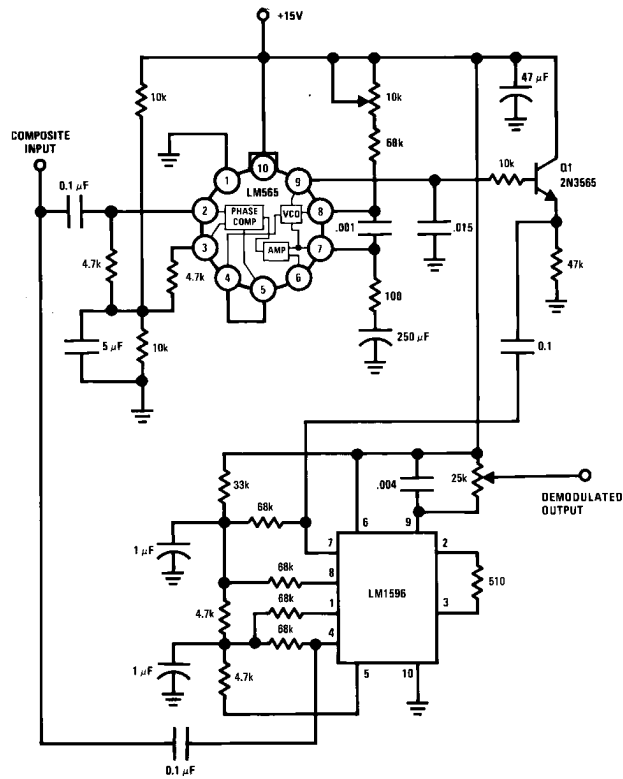 +15V
10k
10k
47 µF
COMPOSITE
INPUT
0.1 µF
1
10
9
LM565
68k
10k
Q1
2N3565
2
PHASE
COMP
VCO
8
.001
.015
3
AMP
7
4.7k
4.7k
4
5
6
47k
5 µF
10k
100
250 µF
0.1
33k
68k
.004
25k
DEMODULATED
OUTPUT
6
9
1 µF
7
2
68k
8
LM1596
510
4.7k
68k
1
3
68k
4
1 µF
4.7k
5
10
0.1 µF